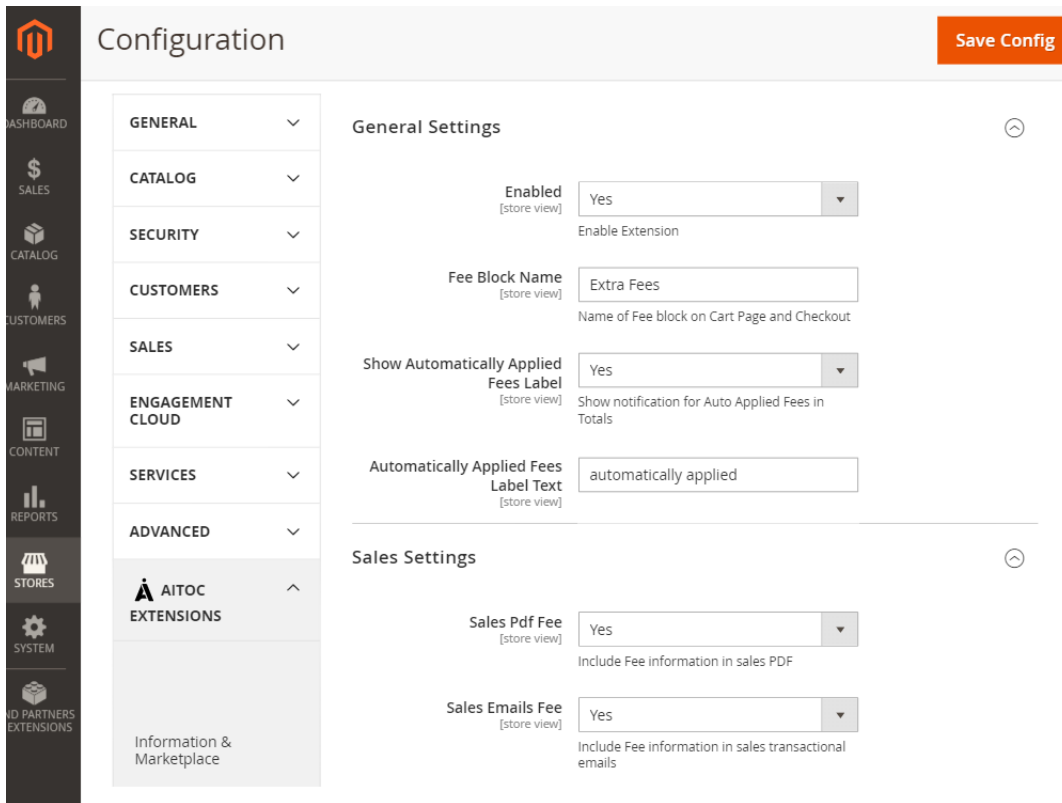 Configuration
Save Config
DASHBOARD
SALES
CATALOG
CUSTOMERS
MARKETING
CONTENT
REPORTS
STORES
SYSTEM
ND PARTNERS
EXTENSIONS
GENERAL
CATALOG
SECURITY
CUSTOMERS
SALES
ENGAGEMENT
CLOUD
SERVICES
ADVANCED
AITOC
EXTENSIONS
Information &
Marketplace
General Settings
Enabled
[store view]
Yes
Enable Extension
Fee Block Name
[store view]
Extra Fees
Name of Fee block on Cart Page and Checkout
Show Automatically Applied
Fees Label
[store view]
Yes
Show notification for Auto Applied Fees in
Totals
Automatically Applied Fees
Label Text
[store view]
automatically applied
Sales Settings
Sales Pdf Fee
[store view]
Yes
Include Fee information in sales PDF
Sales Emails Fee
[store view]
Yes
Include Fee information in sales transactional
emails